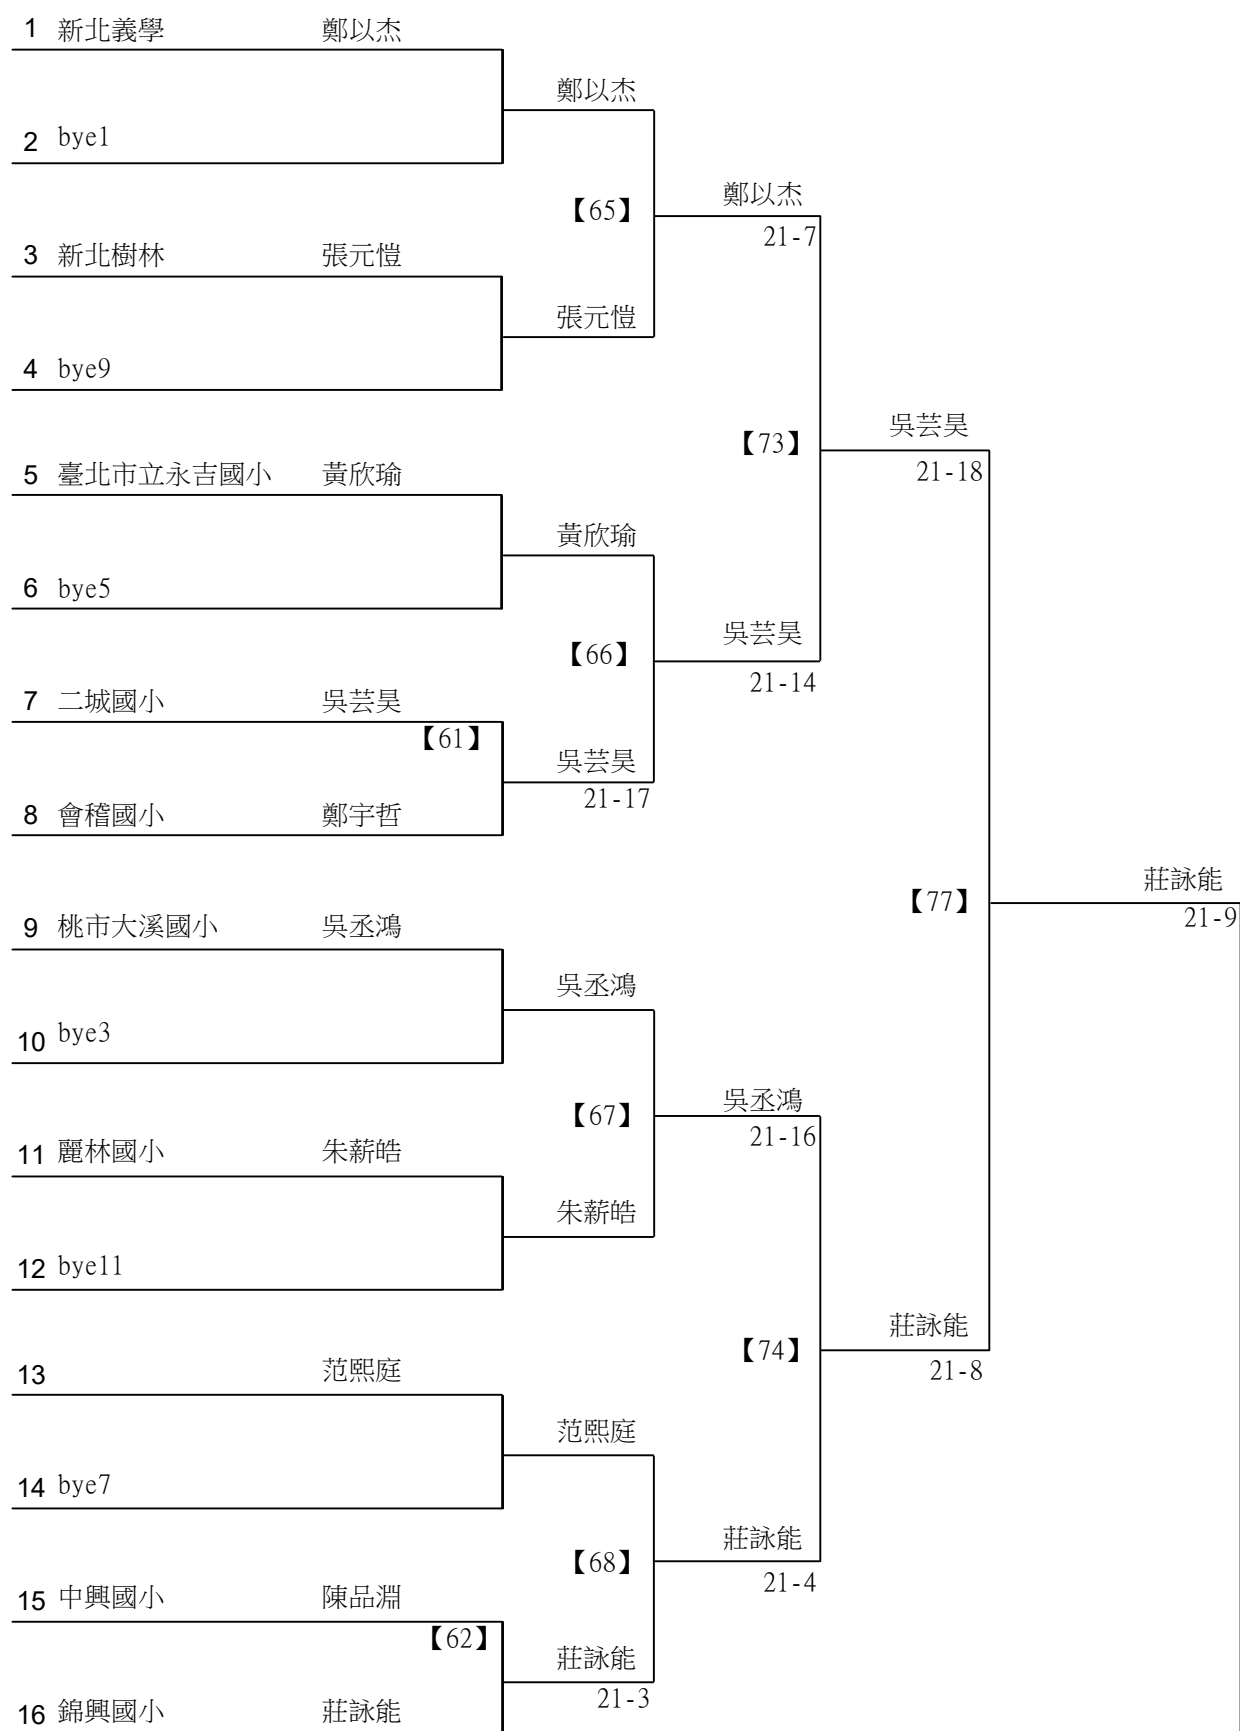 1 新北義學 鄭以杰
鄭以杰
2 bye1
【65】
鄭以杰
21-7
3 新北樹林 張元愷
張元愷
4 bye9
【73】
吳芸昊
21-18
5 臺北市立永吉國小 黃欣瑜
黃欣瑜
6 bye5
【66】
吳芸昊
21-14
7 二城國小 吳芸昊
【61】
吳芸昊
21-17
8 會稽國小 鄭宇哲
【77】
莊詠能
21-9
9 桃市大溪國小 吳丞鴻
吳丞鴻
10 bye3
【67】
吳丞鴻
21-16
11 麗林國小 朱薪皓
朱薪皓
12 bye11
【74】
莊詠能
21-8
13 范熙庭
范熙庭
14 bye7
【68】
莊詠能
21-4
15 中興國小 陳品淵
【62】
莊詠能
21-3
16 錦興國小 莊詠能